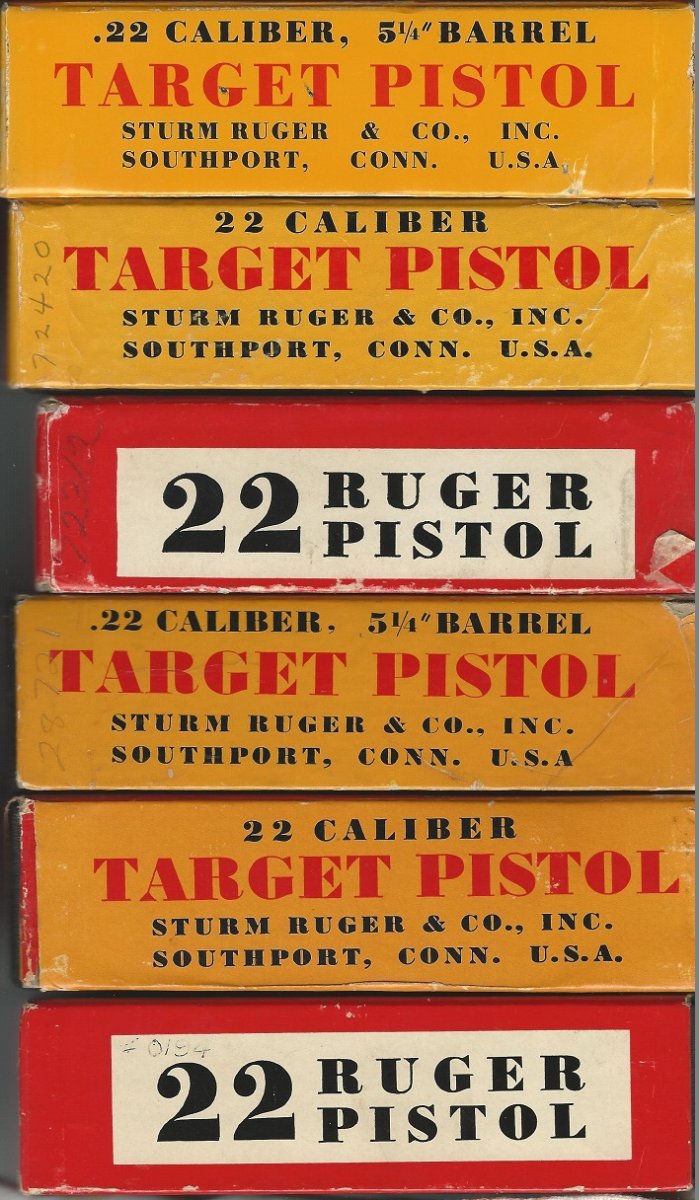 .22 CALIBER, 5¼" BARREL
TARGET PISTOL
STURM RUGER & CO., INC.
SOUTHPORT, CONN. U.S.A.
22 CALIBER
TARGET PISTOL
STURM RUGER & CO., INC.
SOUTHPORT, CONN. U.S.A.
72420
22 RUGER
PISTOL
.22 CALIBER, 5¼" BARREL
TARGET PISTOL
STURM RUGER & CO., INC.
SOUTHPORT, CONN. U.S.A
22 CALIBER
TARGET PISTOL
STURM RUGER & CO., INC.
SOUTHPORT, CONN. U.S.A.
# 0184
22 RUGER
PISTOL